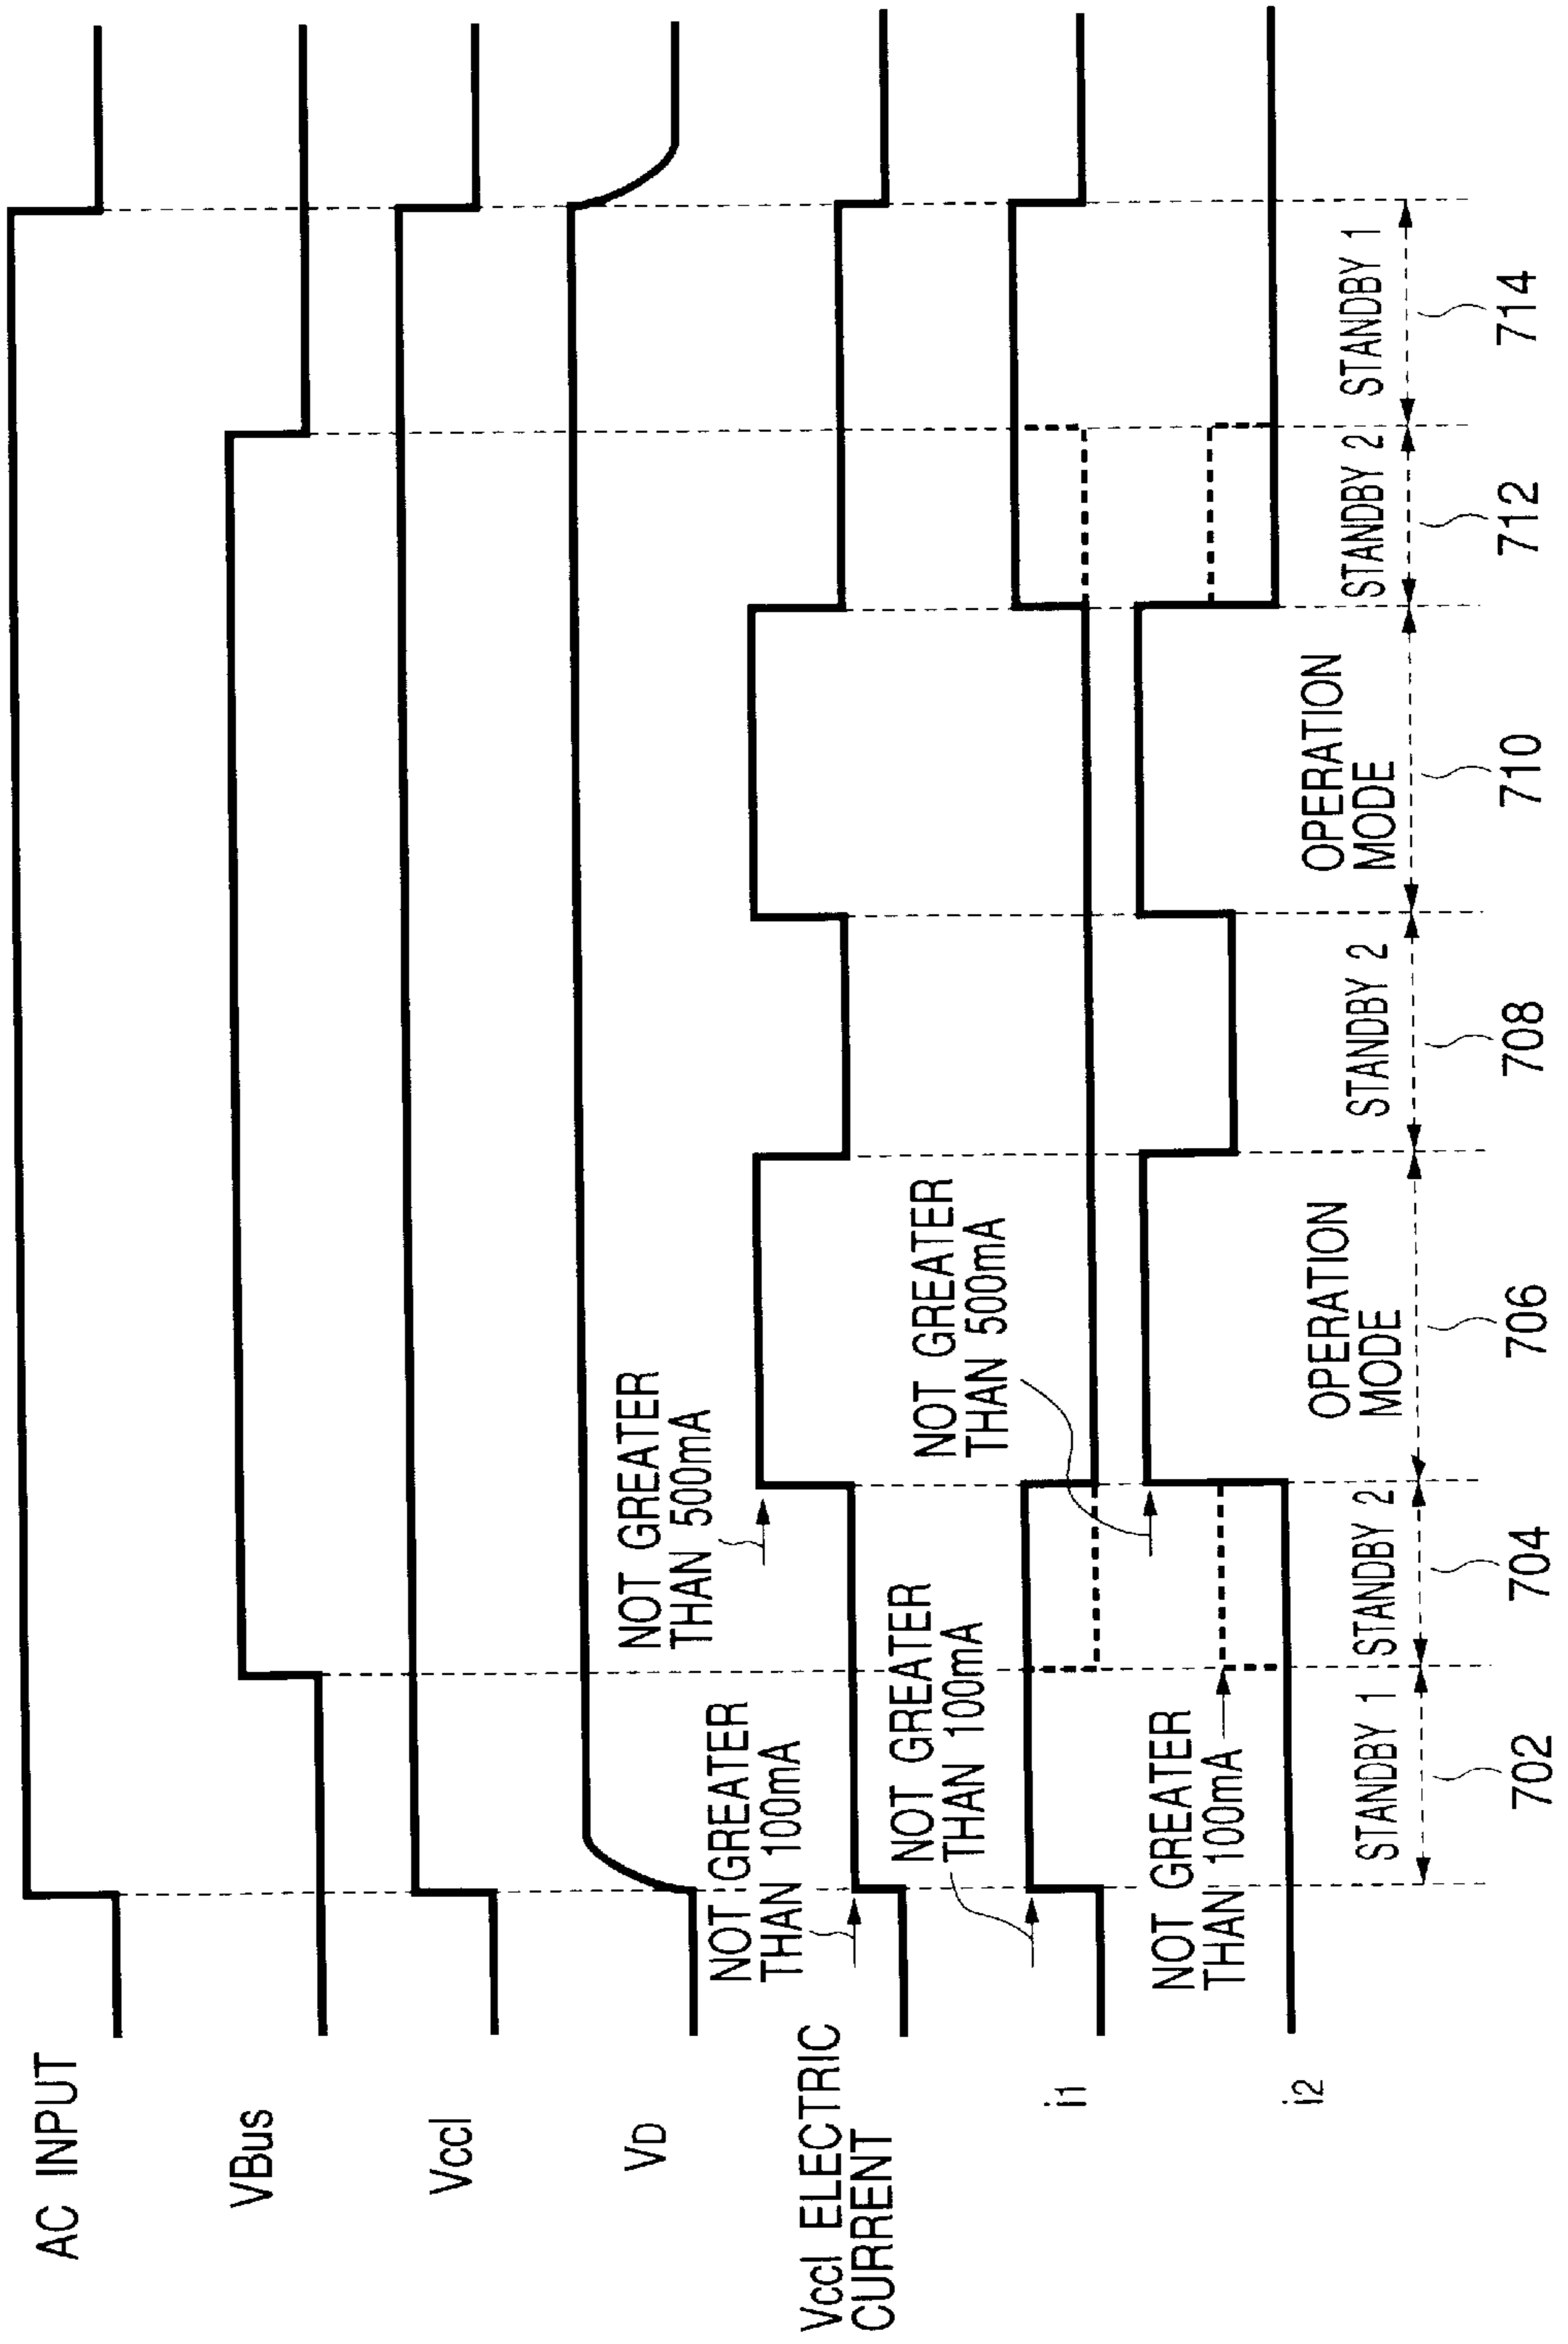 AC INPUT
VBus
VccI
VD
VccI ELECTRIC
CURRENT
i1
i2
NOT GREATER
THAN 100mA
NOT GREATER
THAN 500mA
NOT GREATER
THAN 100mA
NOT GREATER
THAN 500mA
NOT GREATER
THAN 100mA
STANDBY 1
STANDBY 2
OPERATION
MODE
STANDBY 2
OPERATION
MODE
STANDBY 2
STANDBY 1
702
704
706
708
710
712
714